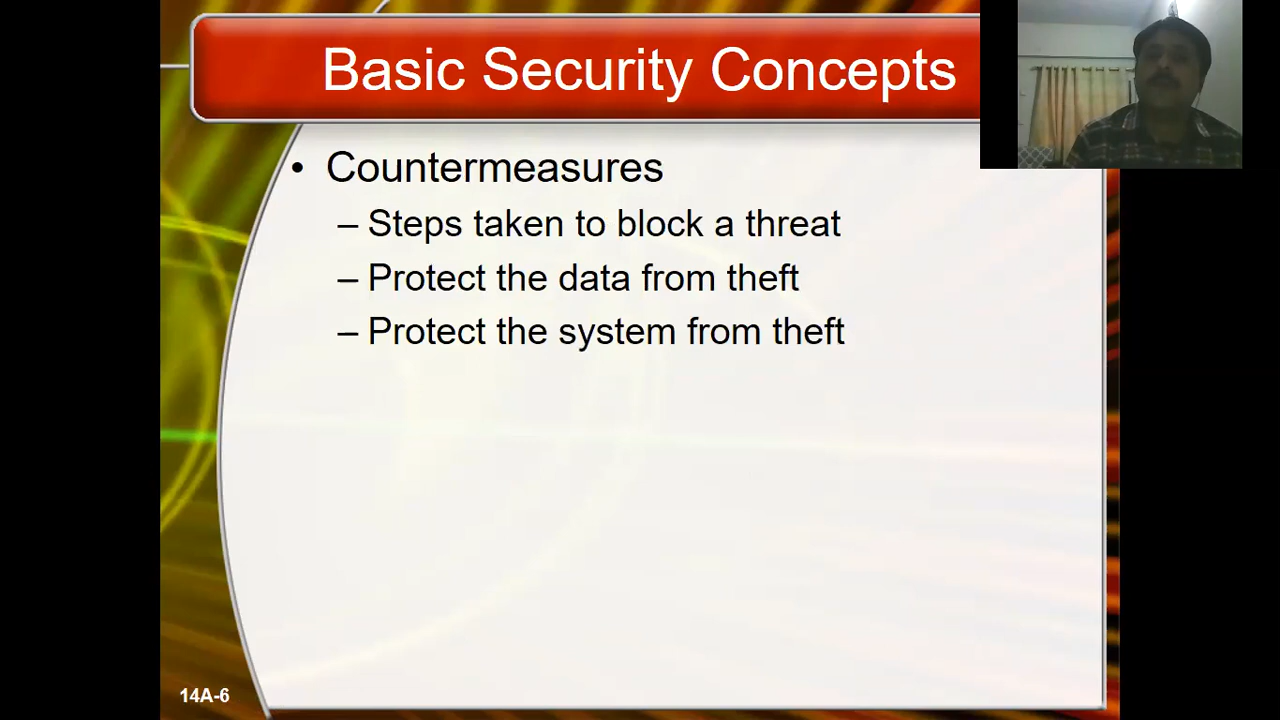 Basic Security Concepts
• Countermeasures
– Steps taken to block a threat
– Protect the data from theft
– Protect the system from theft
14A-6